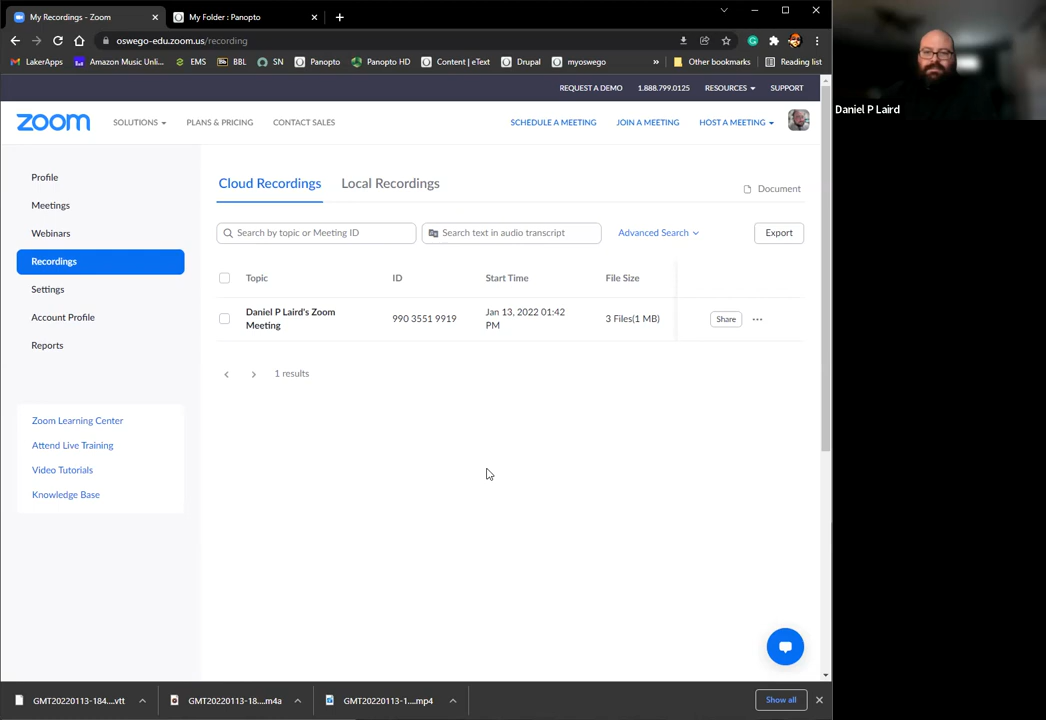 My Recordings - Zoom
My Folder : Panopto
oswego-edu.zoom.us/recording
LakerApps
Amazon Music Unli...
EMS
BBL
SN
Panopto
Panopto HD
Content | eText
Drupal
myoswego
»
Other bookmarks
Reading list
REQUEST A DEMO
1.888.799.0125
RESOURCES
SUPPORT
zoom
SOLUTIONS
PLANS & PRICING
CONTACT SALES
SCHEDULE A MEETING
JOIN A MEETING
HOST A MEETING
Daniel P Laird
Profile
Meetings
Webinars
Recordings
Settings
Account Profile
Reports
Zoom Learning Center
Attend Live Training
Video Tutorials
Knowledge Base
Cloud Recordings
Local Recordings
Document
Search by topic or Meeting ID
Search text in audio transcript
Advanced Search
Export
Topic
ID
Start Time
File Size
Daniel P Laird's Zoom
Meeting
990 3551 9919
Jan 13, 2022 01:42
PM
3 Files(1 MB)
Share
1 results
GMT20220113-184....vtt
GMT20220113-18....m4a
GMT20220113-1....mp4
Show all